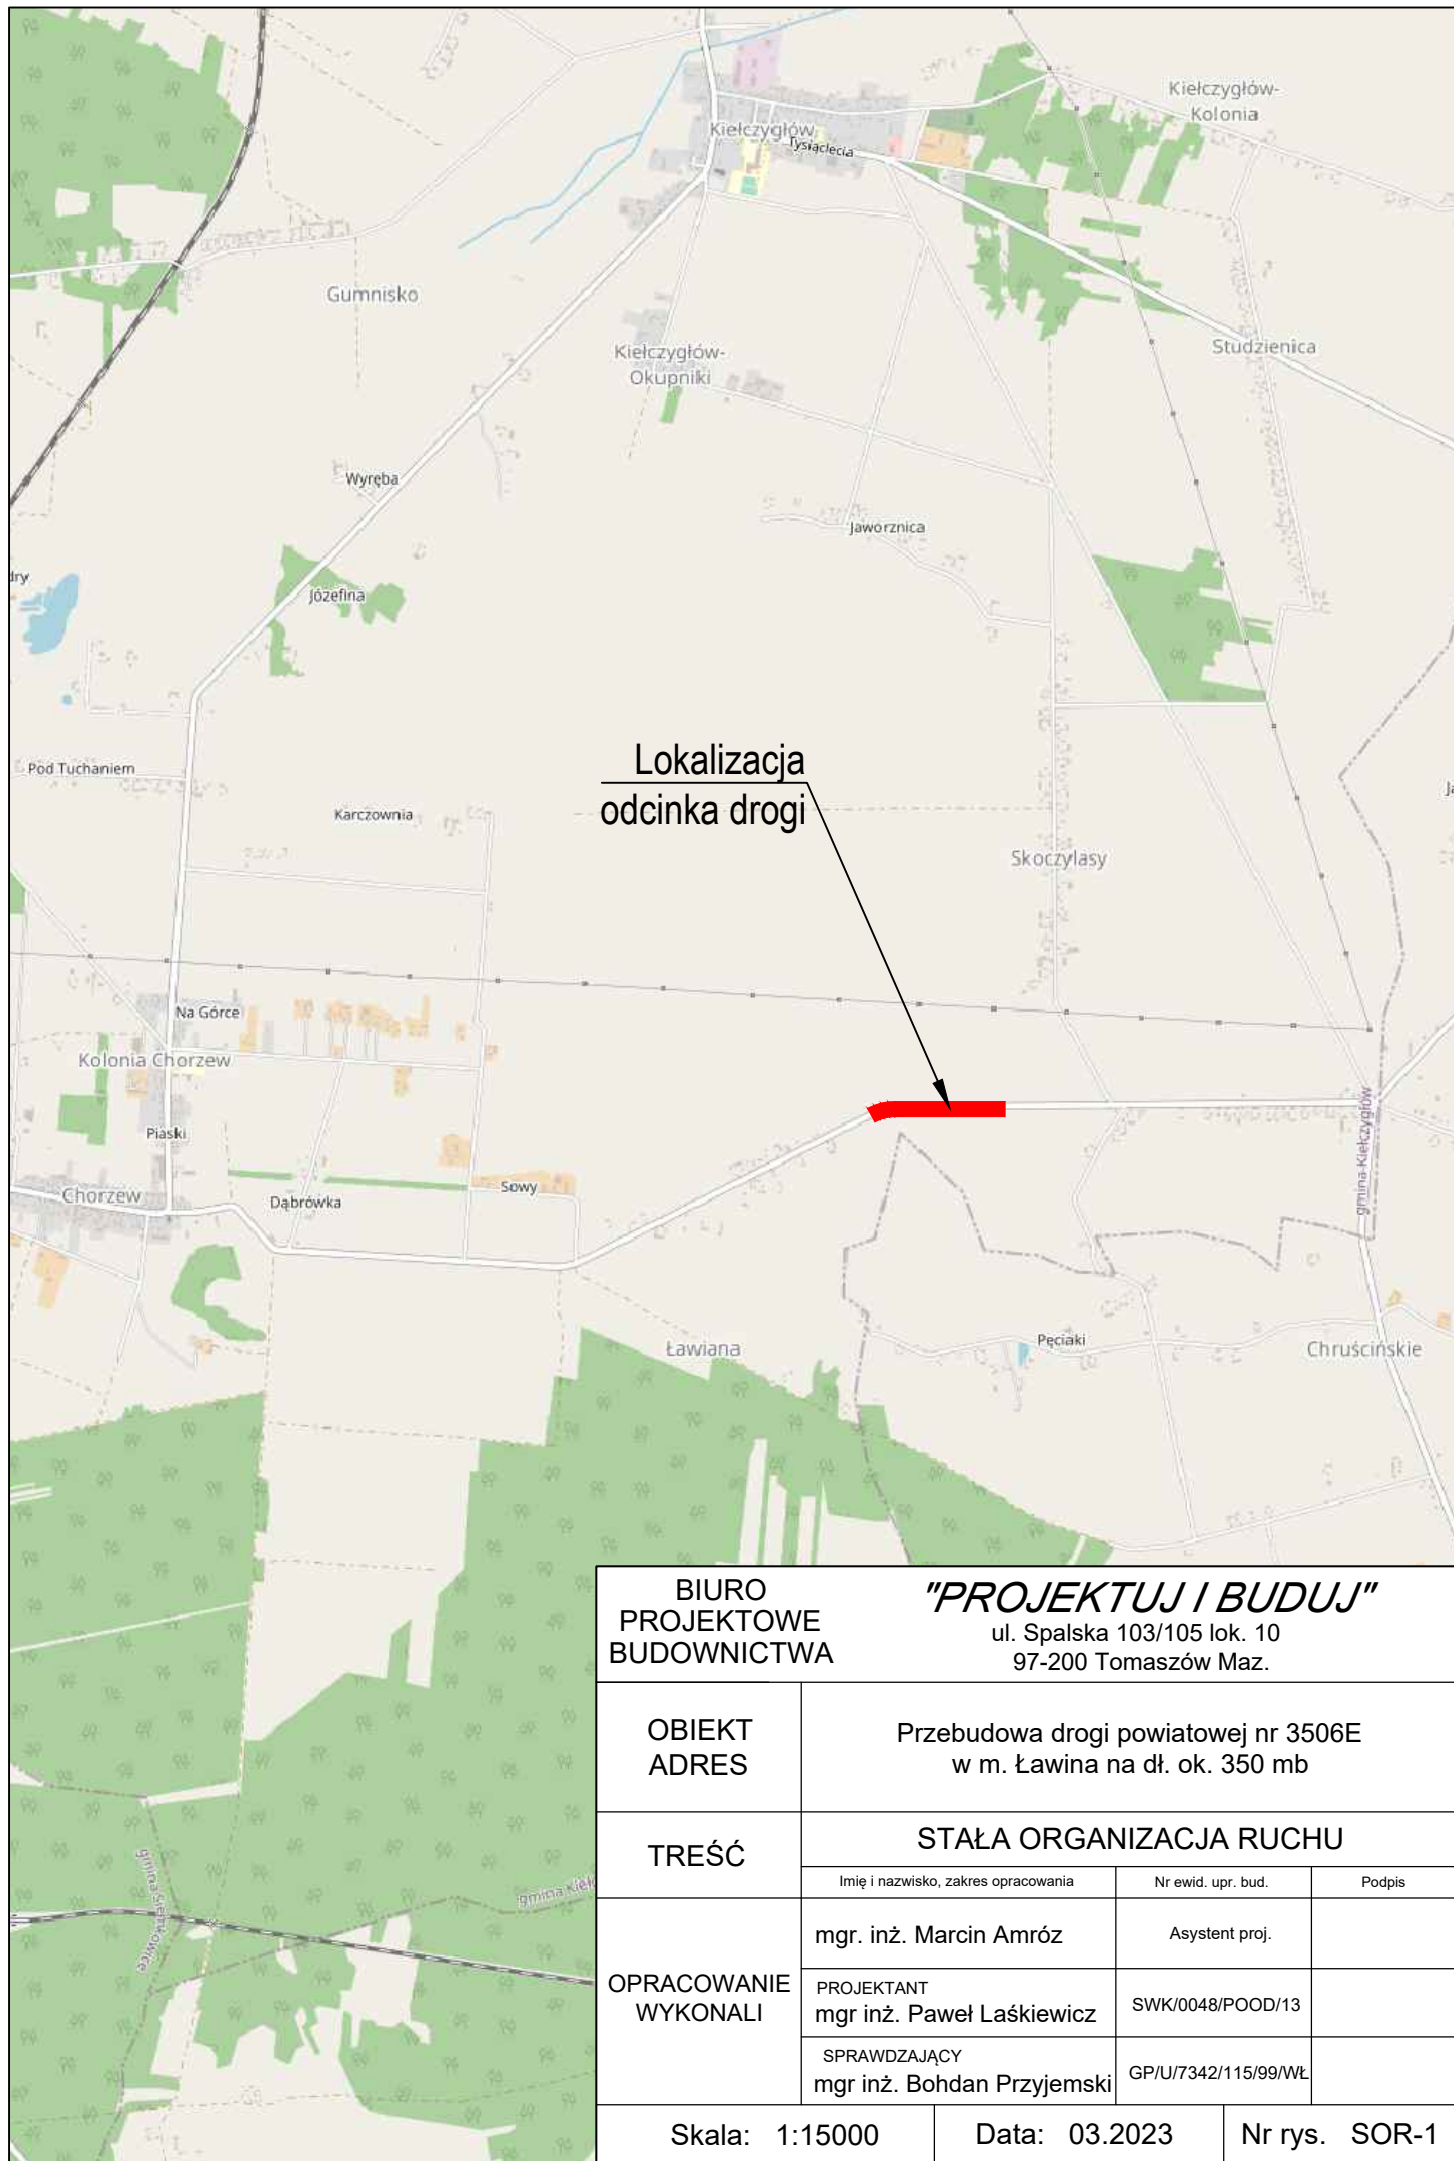 Kiełczygłów-
Kolonia
Kiełczygłów
Tysiąclecia
Gumnisko
Kiełczygłów-
Okupniki
Studzienica
Wyręba
Jaworznica
dry
Józefina
Lokalizacja
odcinka drogi
Pod Tuchaniem
Karczownia
Skoczylasy
Na Górce
Kolonia Chorzew
Piaski
Chorzew
Dąbrówka
Sowy
gmina Kiełczygłów
Ławiana
Pęciaki
Chruścińskie
gmina Siemkowice
gmina Kieł
BIURO
PROJEKTOWE
BUDOWNICTWA
"PROJEKTUJ I BUDUJ"
ul. Spalska 103/105 lok. 10
97-200 Tomaszów Maz.
OBIEKT
ADRES
Przebudowa drogi powiatowej nr 3506E
w m. Ławina na dł. ok. 350 mb
TREŚĆ
STAŁA ORGANIZACJA RUCHU
Imię i nazwisko, zakres opracowania
Nr ewid. upr. bud.
Podpis
OPRACOWANIE
WYKONALI
mgr. inż. Marcin Amróz
Asystent proj.
PROJEKTANT
mgr inż. Paweł Laśkiewicz
SWK/0048/POOD/13
SPRAWDZAJĄCY
mgr inż. Bohdan Przyjemski
GP/U/7342/115/99/WŁ
Skala: 1:15000
Data: 03.2023
Nr rys. SOR-1